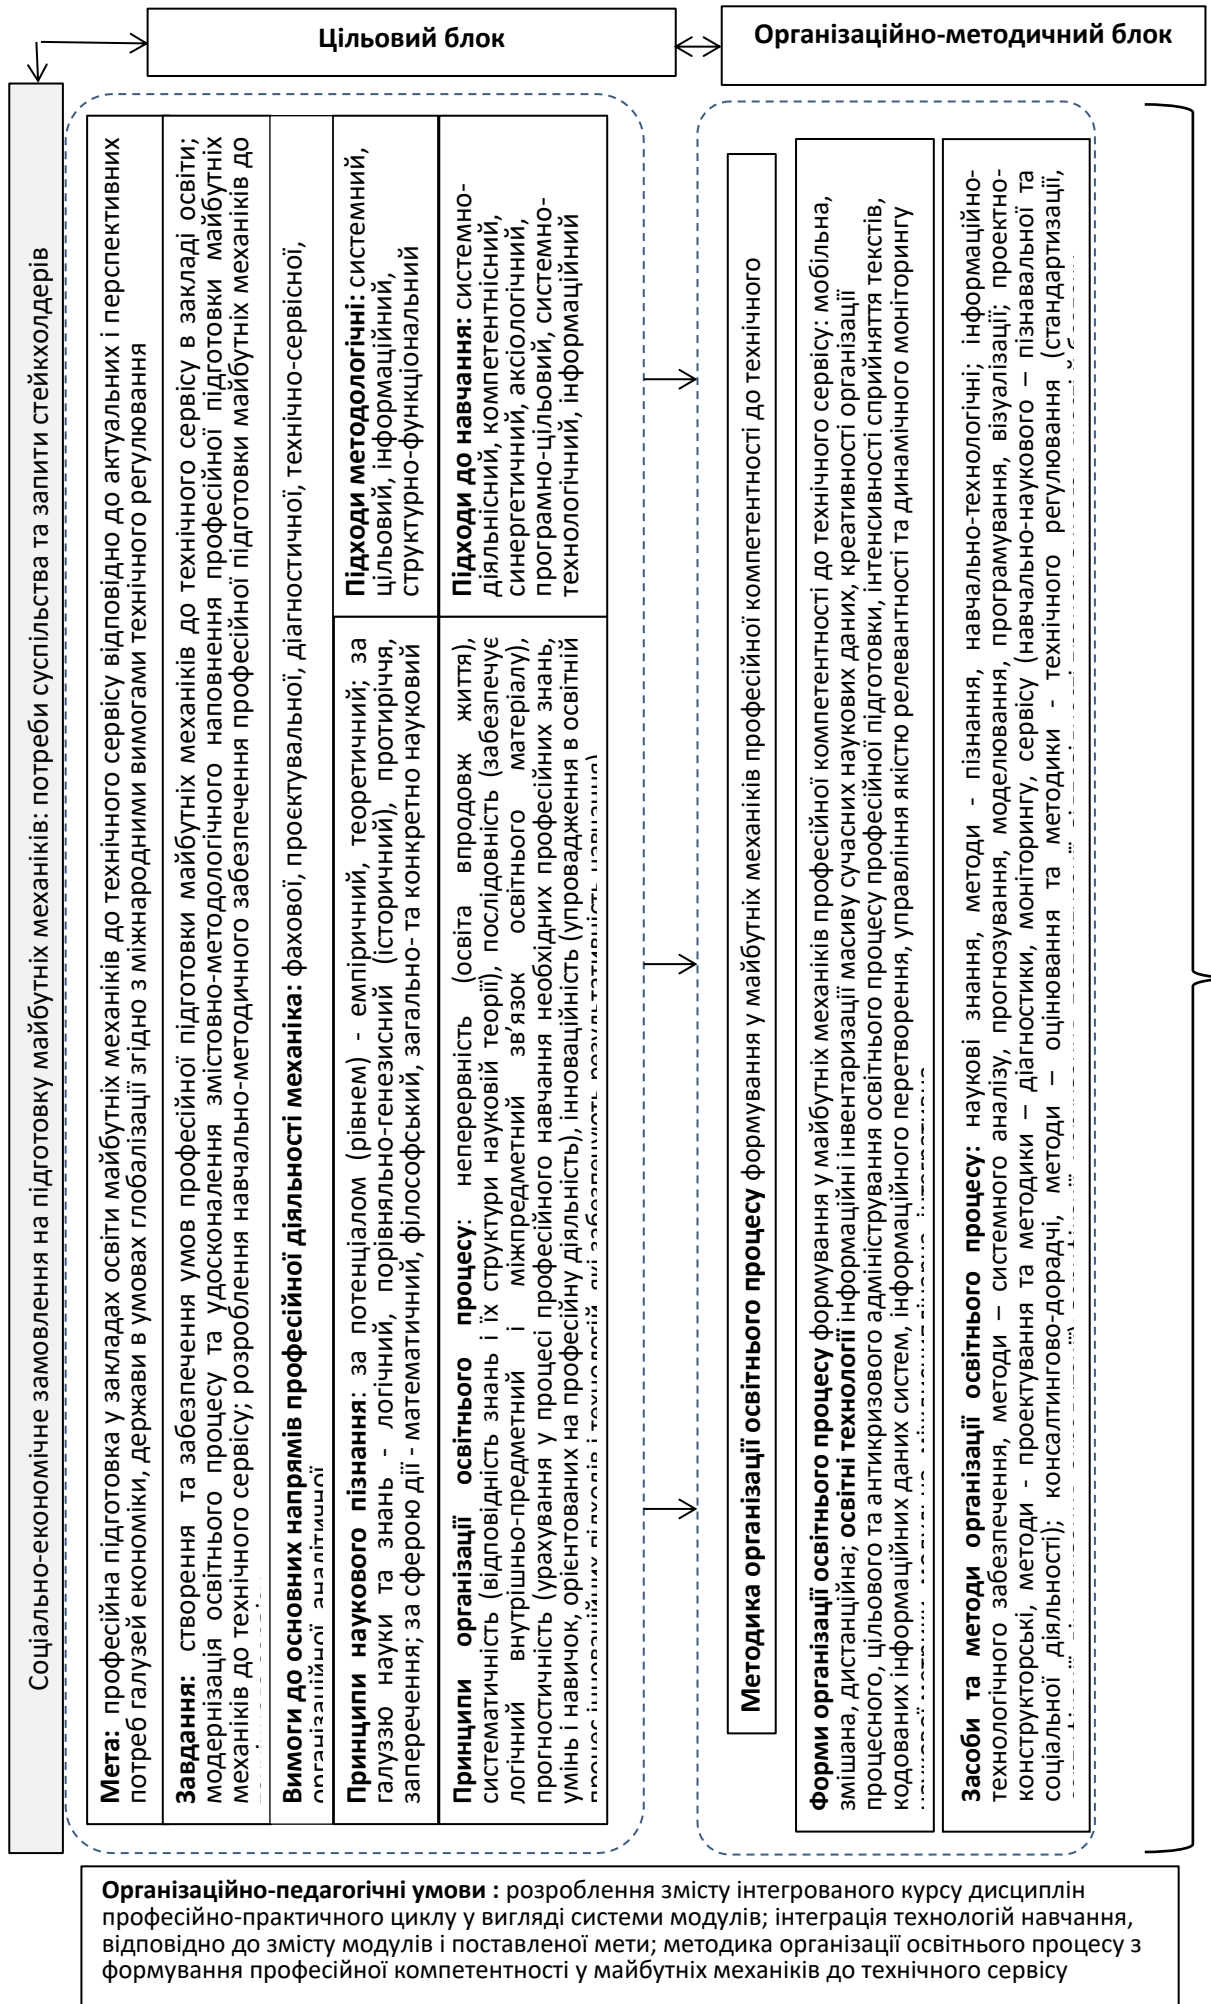 Цільовий блок
Організаційно-методичний блок
Соціально-економічне замовлення на підготовку майбутніх механіків: потреби суспільства та запити стейкхолдерів
Мета: професійна підготовка у закладах освіти майбутніх механіків до технічного сервісу відповідно до актуальних і перспективних
потреб галузей економіки, держави в умовах глобалізації згідно з міжнародними вимогами технічного регулювання
Завдання: створення та забезпечення умов професійної підготовки майбутніх механіків до технічного сервісу в закладі освіти;
модернізація освітнього процесу та удосконалення змістовно-методологічного наповнення професійної підготовки майбутніх
механіків до технічного сервісу; розроблення навчально-методичного забезпечення професійної підготовки майбутніх механіків до
Вимоги до основних напрямів професійної діяльності механіка: фахової, проєктувальної, діагностичної, технічно-сервісної,
організаційної, аналітичної
Принципи наукового пізнання: за потенціалом (рівнем) - емпіричний, теоретичний; за
галуззю науки та знань - логічний, порівняльно-генезисний (історичний), протиріччя,
заперечення; за сферою дії - математичний, філософський, загально- та конкретно науковий
Підходи методологічні: системний,
цільовий, інформаційний,
структурно-функціональний
Принципи організації освітнього процесу: неперервність (освіта впродовж життя),
систематичність (відповідність знань і їх структури наукової теорії), послідовність (забезпечує
логічний внутрішньо-предметний і міжпредметний зв’язок освітнього матеріалу),
прогностичність (урахування у процесі професійного навчання необхідних професійних знань,
умінь і навичок, орієнтованих на професійну діяльність), інноваційність (упровадження в освітній
процес інноваційних підходів і технологій, які забезпечують результативність навчання)
Підходи до навчання: системно-
діяльнісний, компетентнісний,
синергетичний, аксіологічний,
програмно-цільовий, системно-
технологічний, інформаційний
Методика організації освітнього процесу формування у майбутніх механіків професійної компетентності до технічного
Форми організації освітнього процесу формування у майбутніх механіків професійної компетентності до технічного сервісу: мобільна,
змішана, дистанційна; освітні технології інформаційні інвентаризації масиву сучасних наукових даних, креативності організації
процесного, цільового та антикризового адміністрування освітнього процесу професійної підготовки, інтенсивності сприйняття текстів,
кодованих інформаційних даних систем, інформаційного перетворення, управління якістю релевантності та динамічного моніторингу
Засоби та методи організації освітнього процесу: наукові знання, методи - пізнання, навчально-технологічні; інформаційно-
технологічного забезпечення, методи – системного аналізу, прогнозування, моделювання, програмування, візуалізації; проектно-
конструкторські, методи - проектування та методики – діагностики, моніторингу, сервісу (навчально-наукового – пізнавальної та
соціальної діяльності); консалтингово-дорадчі, методи – оцінювання та методики - технічного регулювання (стандартизації,
Організаційно-педагогічні умови : розроблення змісту інтегрованого курсу дисциплін
професійно-практичного циклу у вигляді системи модулів; інтеграція технологій навчання,
відповідно до змісту модулів і поставленої мети; методика організації освітнього процесу з
формування професійної компетентності у майбутніх механіків до технічного сервісу